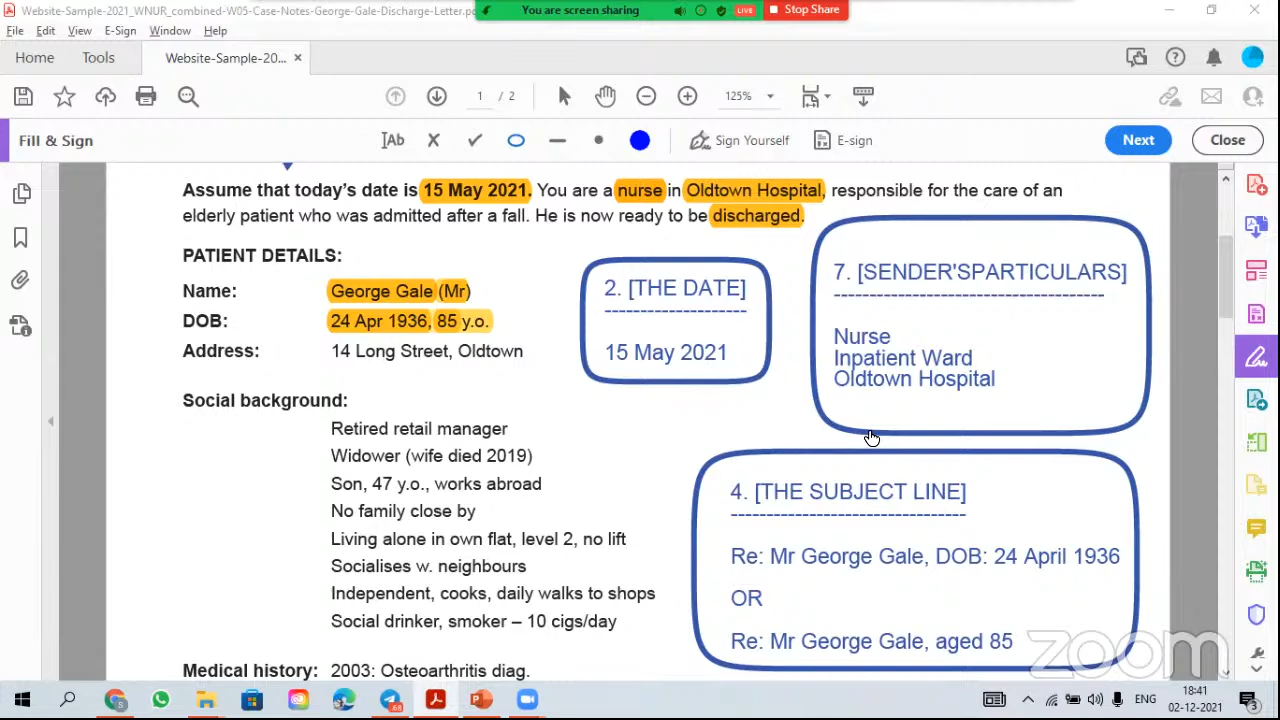 Website-Sample-2021_WNUR_combined-W05-Case-Notes-George-Gale-Discharge-Letter.pd
You are screen sharing
LIVE
Stop Share
File Edit View E-Sign Window Help
Home Tools Website-Sample-20... ×
1 / 2
125%
Fill & Sign
Ab
Sign Yourself
E-sign
Next
Close
Assume that today's date is 15 May 2021. You are a nurse in Oldtown Hospital, responsible for the care of an
elderly patient who was admitted after a fall. He is now ready to be discharged.
PATIENT DETAILS:
Name: George Gale (Mr)
DOB: 24 Apr 1936, 85 y.o.
Address: 14 Long Street, Oldtown
Social background:
Retired retail manager
Widower (wife died 2019)
Son, 47 y.o., works abroad
No family close by
Living alone in own flat, level 2, no lift
Socialises w. neighbours
Independent, cooks, daily walks to shops
Social drinker, smoker – 10 cigs/day
Medical history: 2003: Osteoarthritis diag.
2. [THE DATE]
--------------------
15 May 2021
7. [SENDER'SPARTICULARS]
--------------------------------------
Nurse
Inpatient Ward
Oldtown Hospital
4. [THE SUBJECT LINE]
---------------------------------
Re: Mr George Gale, DOB: 24 April 1936
OR
Re: Mr George Gale, aged 85
zoom
ENG
18:41
02-12-2021
3